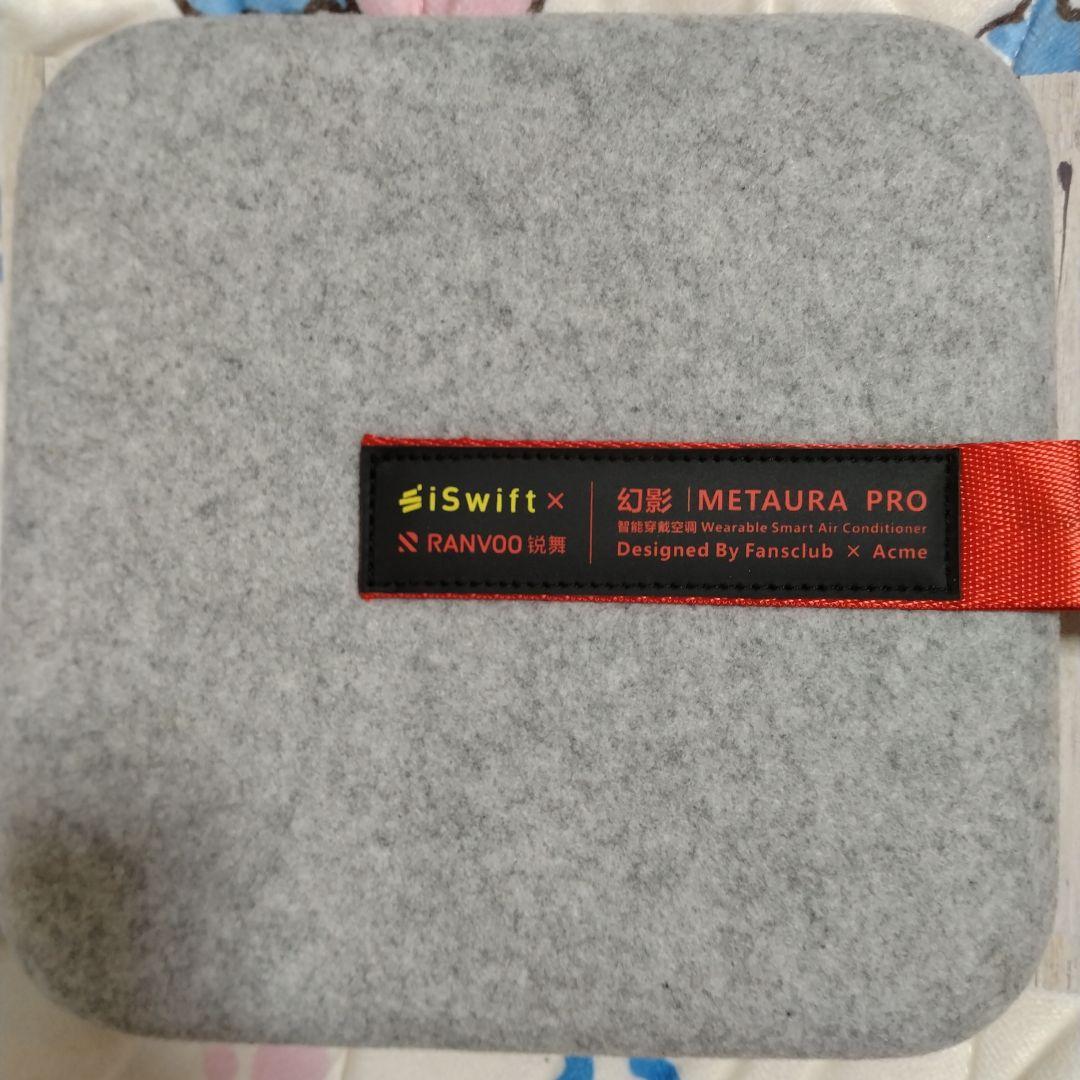 iSwift ×
RANVOO 锐舞
幻影 | METAURA PRO
智能穿戴空调 Wearable Smart Air Conditioner
Designed By Fansclub × Acme